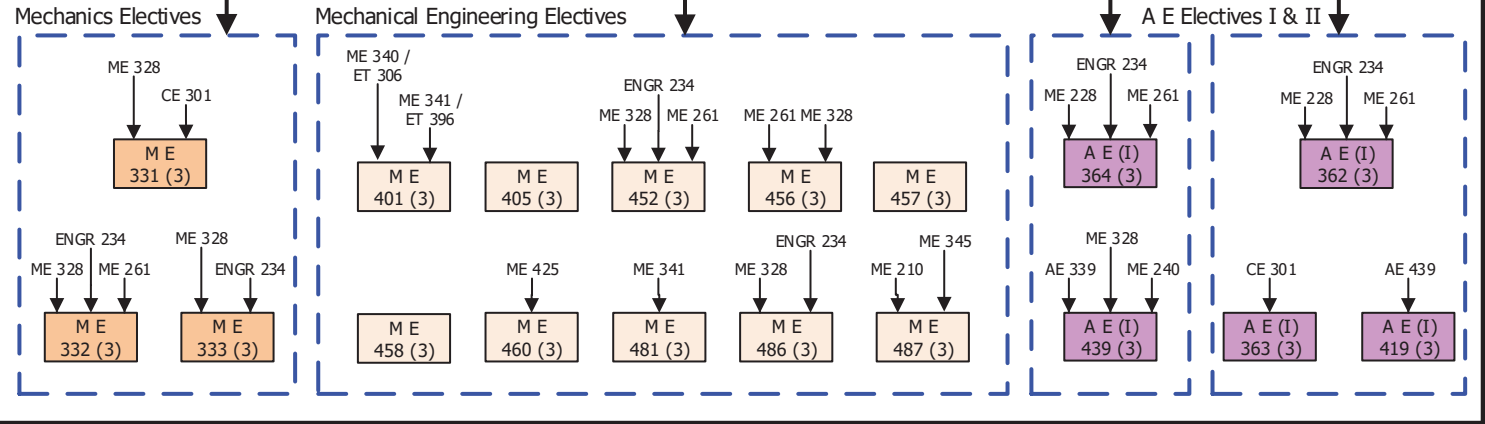 Mechanics Electives
ME 328
CE 301
M E
331 (3)
ENGR 234
ME 328
ME 261
M E
332 (3)
ME 328
ENGR 234
M E
333 (3)
Mechanical Engineering Electives
ME 340 /
ET 306
ME 341 /
ET 396
M E
401 (3)
M E
405 (3)
ENGR 234
ME 328
ME 261
M E
452 (3)
ME 261
ME 328
M E
456 (3)
M E
457 (3)
M E
458 (3)
ME 425
M E
460 (3)
ME 341
M E
481 (3)
ENGR 234
ME 328
M E
486 (3)
ME 345
ME 210
M E
487 (3)
A E Electives I & II
ENGR 234
ME 228
ME 261
A E (I)
364 (3)
ME 328
AE 339
ME 240
A E (I)
439 (3)
ENGR 234
ME 228
ME 261
A E (I)
362 (3)
CE 301
A E (I)
363 (3)
AE 439
A E (I)
419 (3)